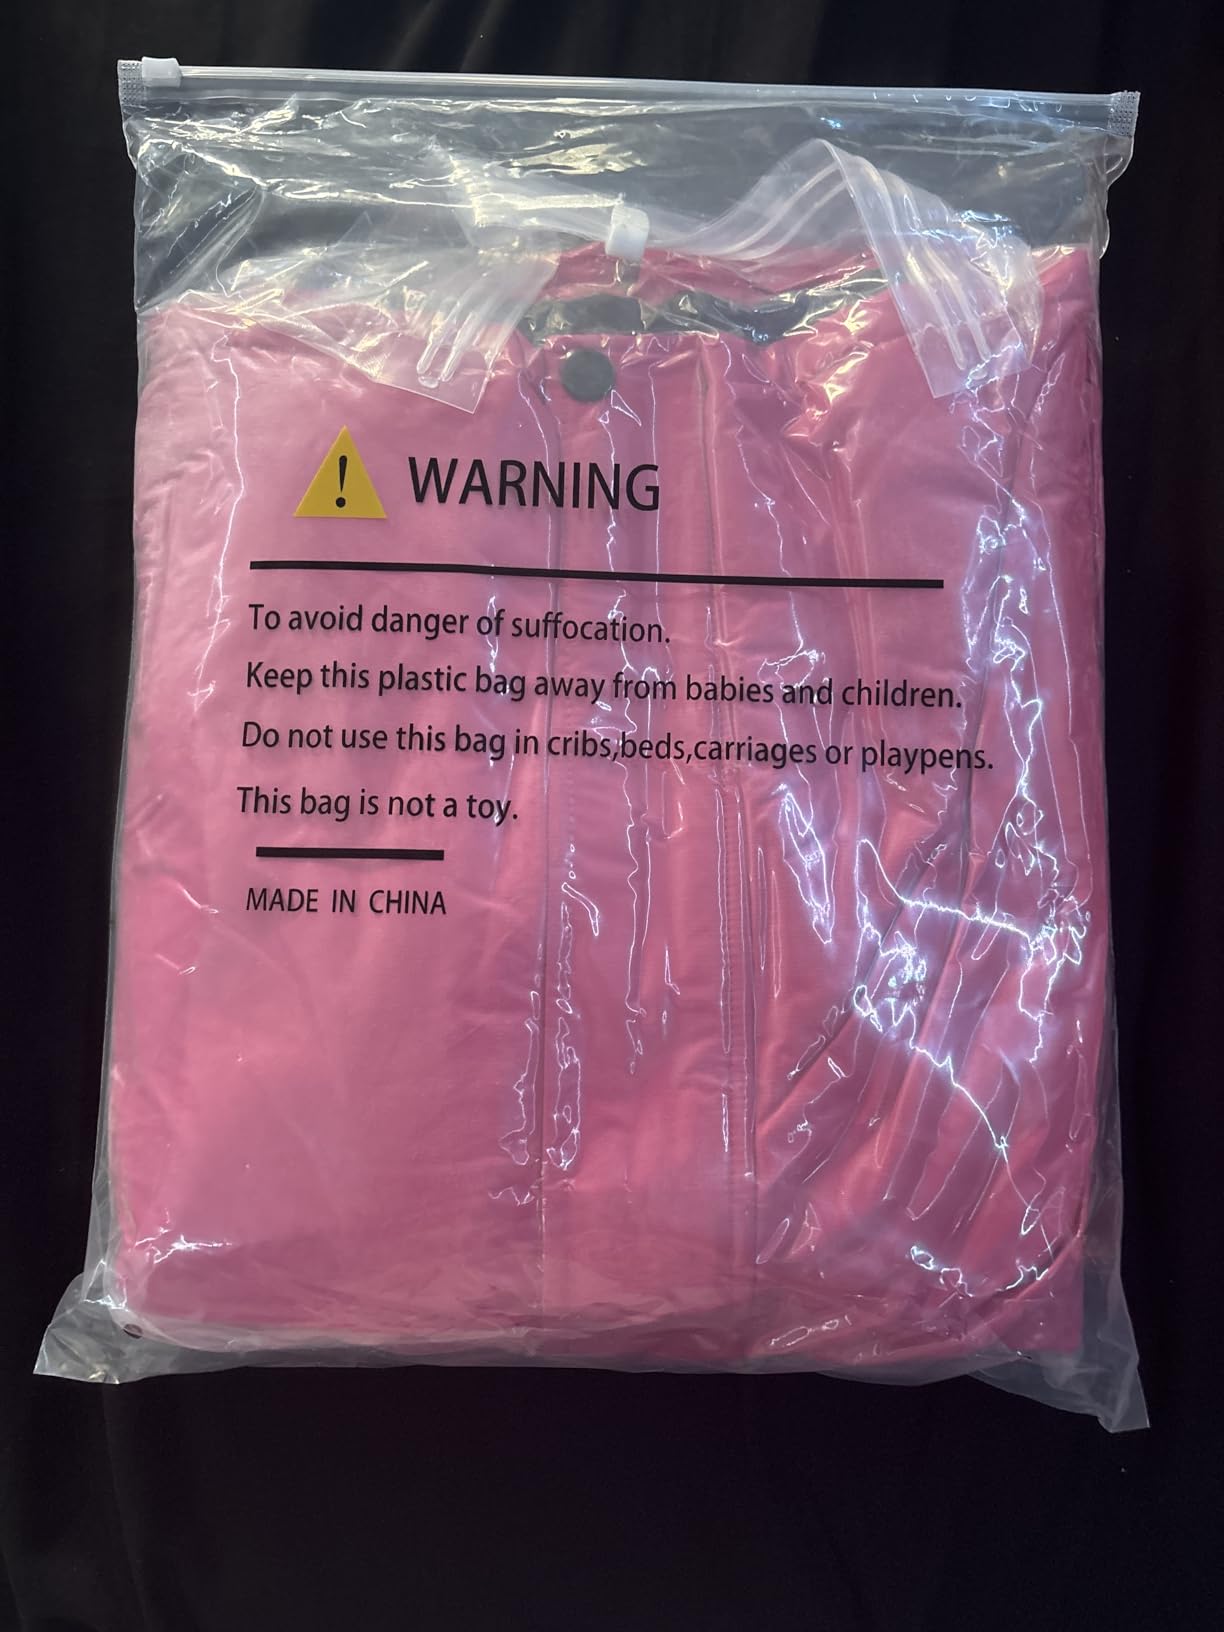 ! WARNING
To avoid danger of suffocation.
Keep this plastic bag away from babies and children.
Do not use this bag in cribs,beds,carriages or playpens.
This bag is not a toy.
MADE IN CHINA